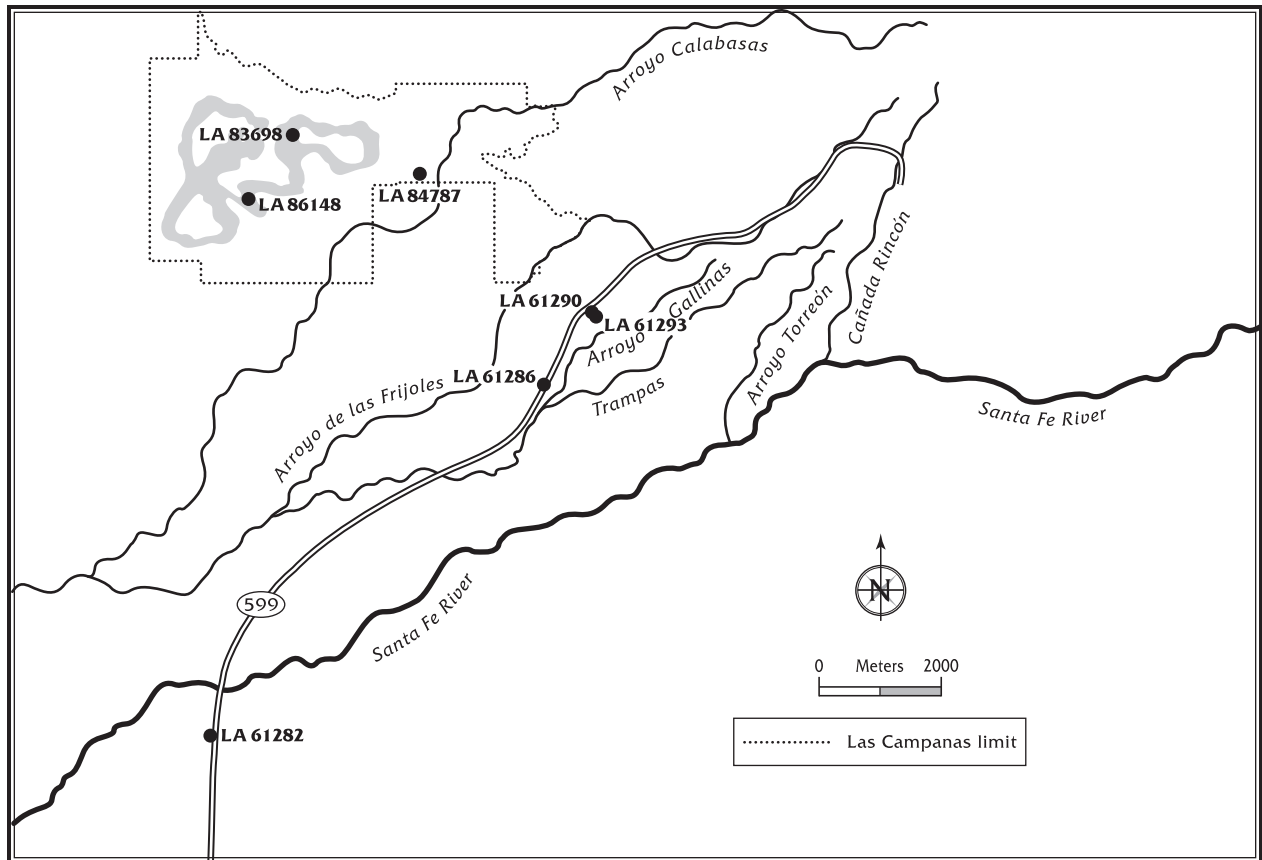 Arroyo Calabasas
LA 83698
LA 84787
LA 86148
Cañada Rincón
Arroyo Gallinas
LA 61290
LA 61293
Arroyo Torreón
LA 61286
Trampas
Arroyo de las Frijoles
Santa Fe River
N
599
Santa Fe River
0 Meters 2000
LA 61282
Las Campanas limit